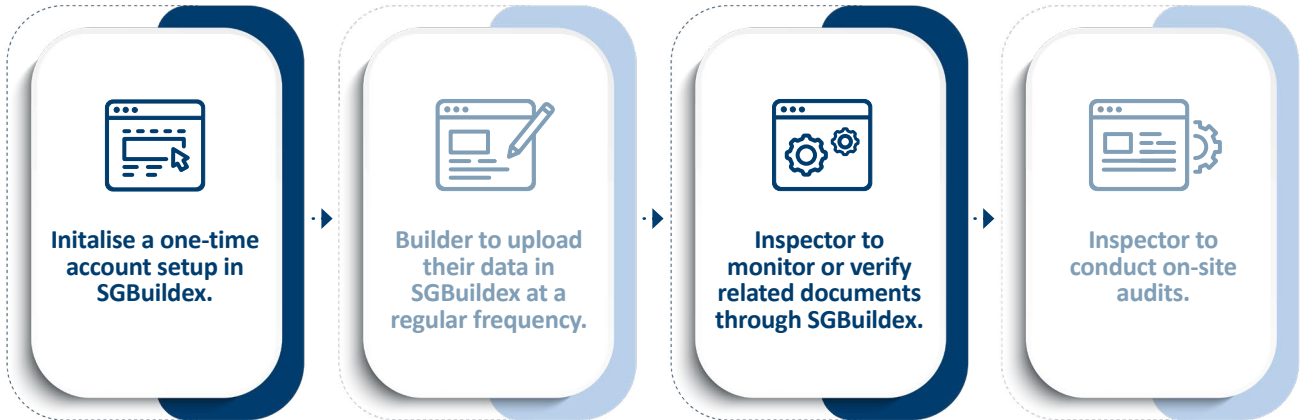 Initalise a one-time
account setup in
SGBuildex.
Builder to upload
their data in
SGBuildex at a
regular frequency.
Inspector to
monitor or verify
related documents
through SGBuildex.
Inspector to
conduct on-site
audits.